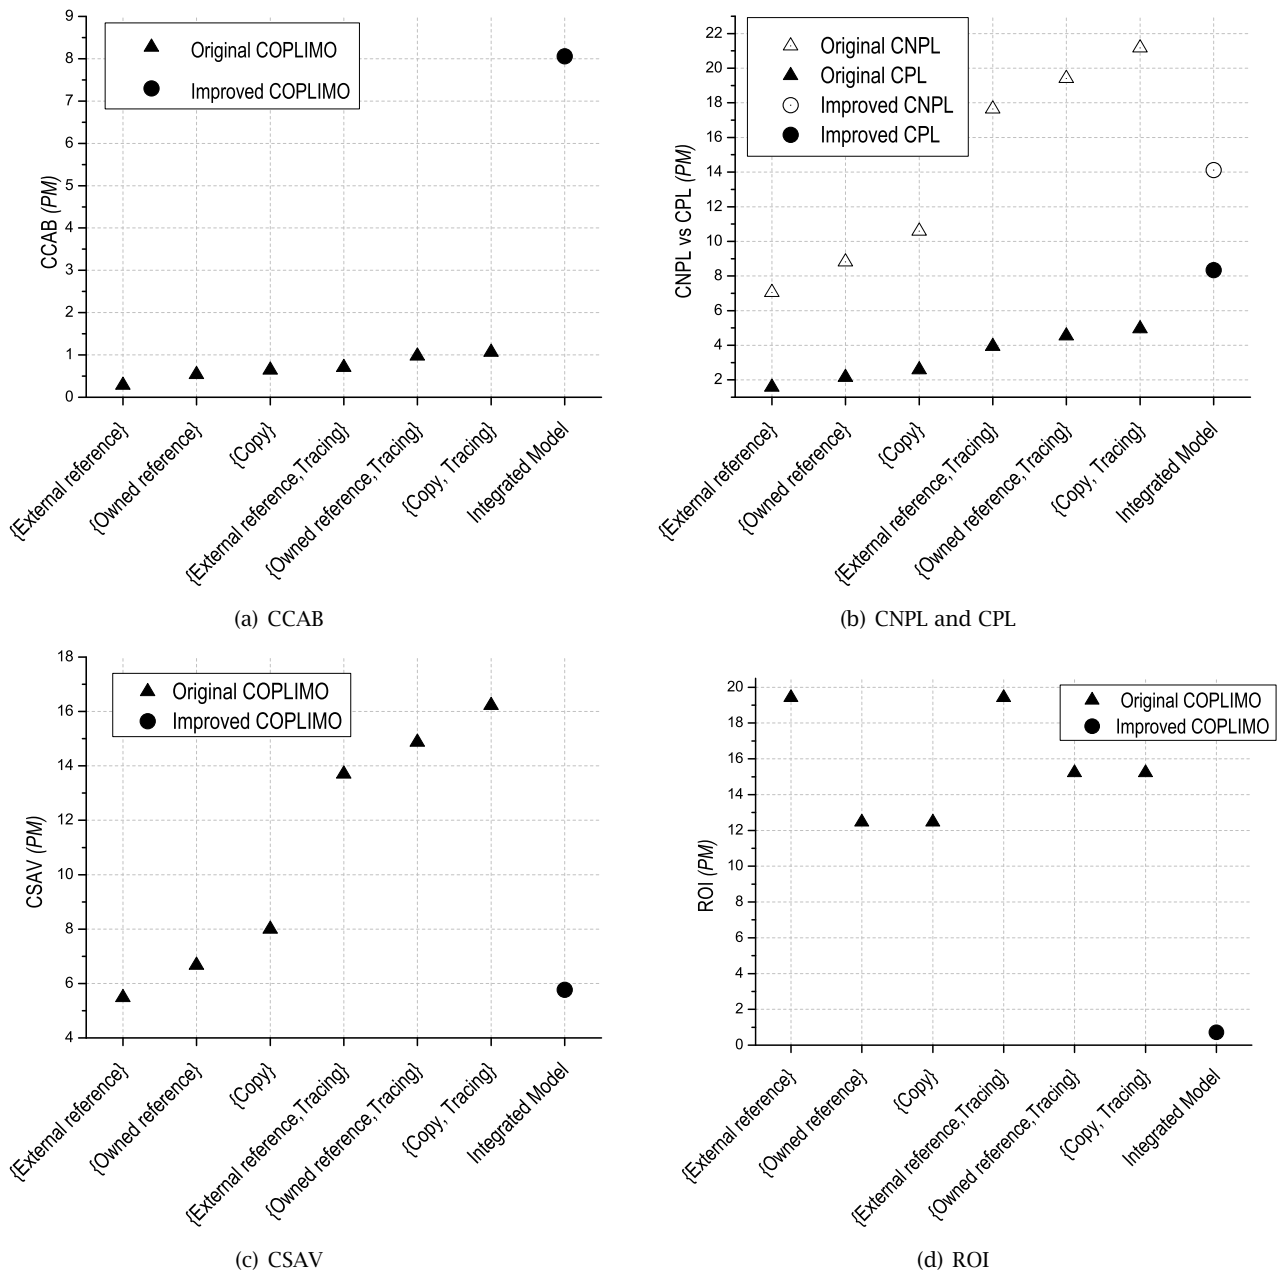 9
8
7
6
5
4
3
2
1
0
CCAB (PM)
Original COPLIMO
Improved COPLIMO
{External reference}
{Owned reference}
{Copy}
{External reference,Tracing}
{Owned reference,Tracing}
{Copy, Tracing}
Integrated Model
(a) CCAB
22
20
18
16
14
12
10
8
6
4
2
CNPL vs CPL (PM)
Original CNPL
Original CPL
Improved CNPL
Improved CPL
{External reference}
{Owned reference}
{Copy}
{External reference,Tracing}
{Owned reference,Tracing}
{Copy, Tracing}
Integrated Model
(b) CNPL and CPL
18
16
14
12
10
8
6
4
CSAV (PM)
Original COPLIMO
Improved COPLIMO
{External reference}
{Owned reference}
{Copy}
{External reference,Tracing}
{Owned reference,Tracing}
{Copy, Tracing}
Integrated Model
(c) CSAV
20
18
16
14
12
10
8
6
4
2
0
ROI (PM)
Original COPLIMO
Improved COPLIMO
{External reference}
{Owned reference}
{Copy}
{External reference,Tracing}
{Owned reference,Tracing}
{Copy, Tracing}
Integrated Model
(d) ROI